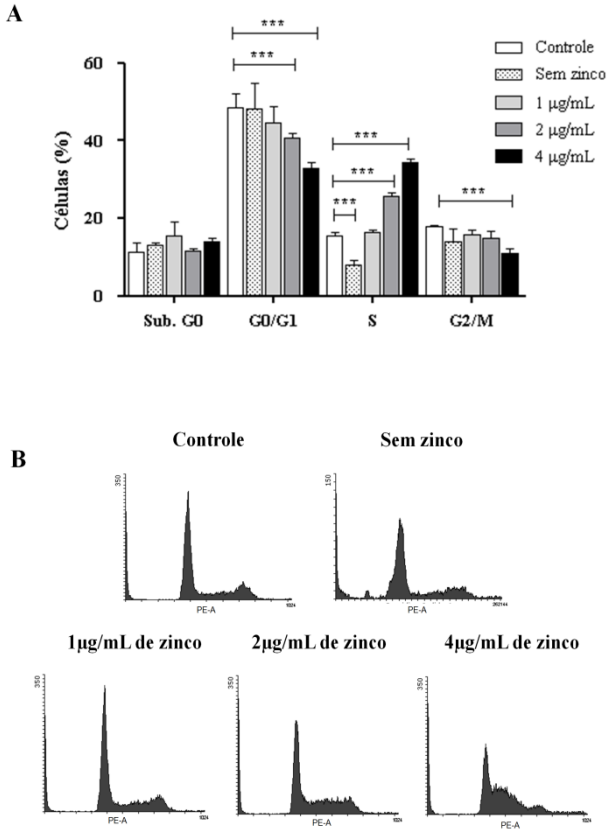 A
***
***
***
***
***
***
Controle
Sem zinco
1 µg/mL
2 µg/mL
4 µg/mL
Células (%)
60
40
20
0
Sub. G0
G0/G1
S
G2/M
B
Controle
Sem zinco
350
PE-A
1024
150
PE-A
262144
1µg/mL de zinco
2µg/mL de zinco
4µg/mL de zinco
350
PE-A
1024
350
PE-A
1024
350
PE-A
1024